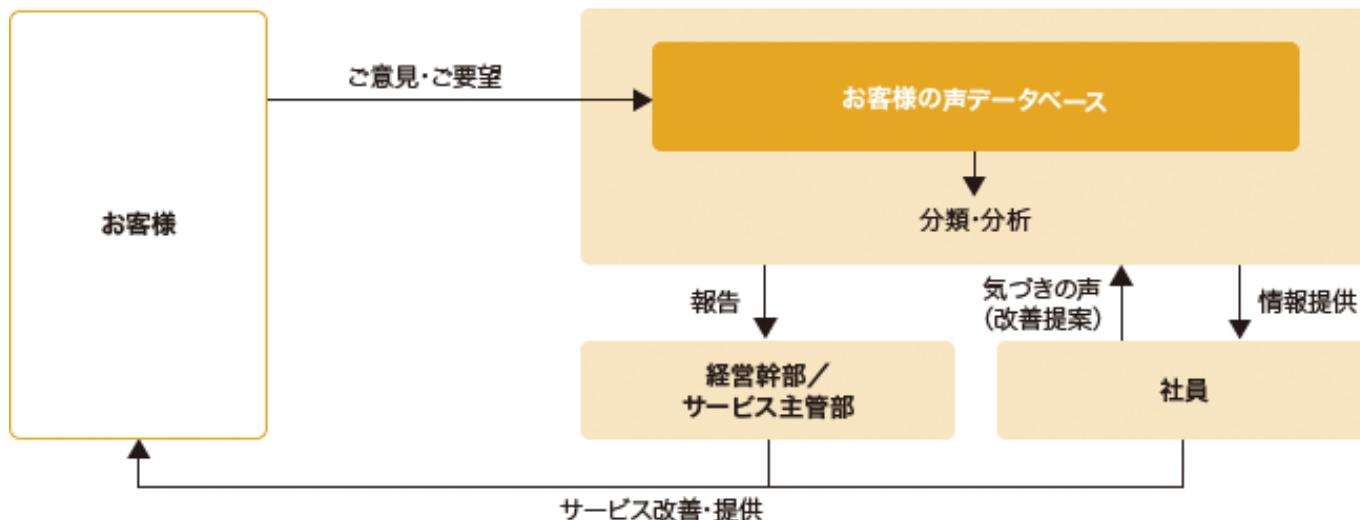 ご意見・ご要望
お客様の声データベース
お客様
分類・分析
報告
気づきの声
（改善提案）
情報提供
経営幹部／
サービス主管部
社員
サービス改善・提供